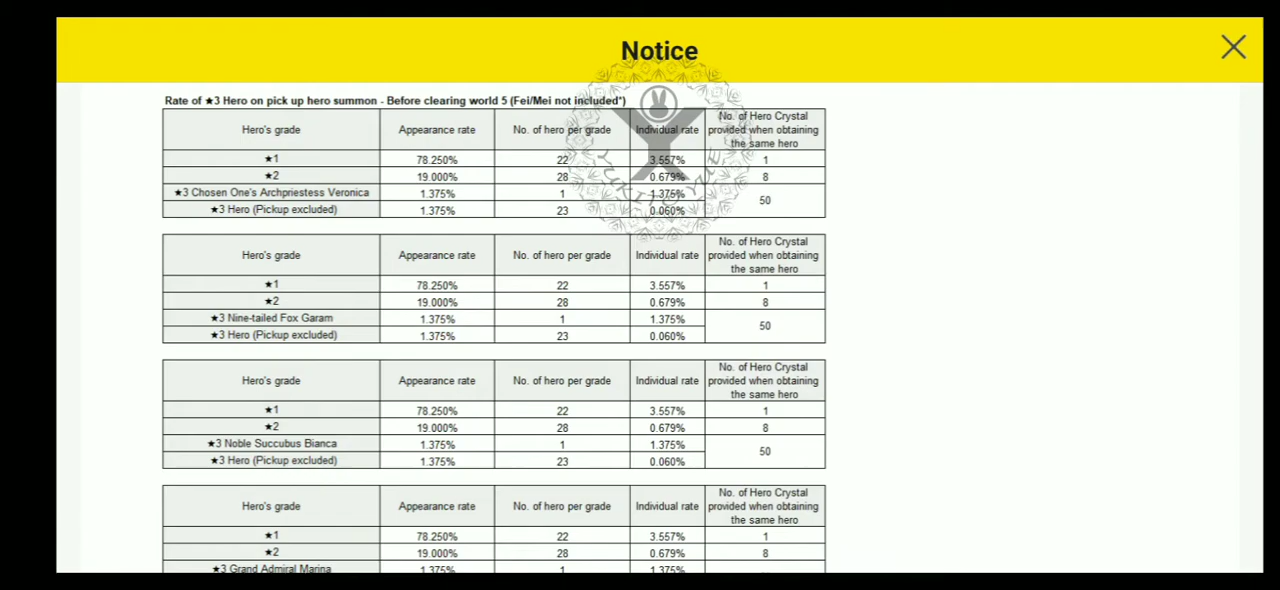 Notice
Rate of ★3 Hero on pick up hero summon - Before clearing world 5 (Fei/Mei not included*)
Hero's grade Appearance rate No. of hero per grade Individual rate No. of Hero Crystal provided when obtaining the same hero
★1 78.250% 22 3.557% 1
★2 19.000% 28 0.679% 8
★3 Chosen One's Archpriestess Veronica 1.375% 1 1.375% 50
★3 Hero (Pickup excluded) 1.375% 23 0.060%
Hero's grade Appearance rate No. of hero per grade Individual rate No. of Hero Crystal provided when obtaining the same hero
★1 78.250% 22 3.557% 1
★2 19.000% 28 0.679% 8
★3 Nine-tailed Fox Garam 1.375% 1 1.375% 50
★3 Hero (Pickup excluded) 1.375% 23 0.060%
Hero's grade Appearance rate No. of hero per grade Individual rate No. of Hero Crystal provided when obtaining the same hero
★1 78.250% 22 3.557% 1
★2 19.000% 28 0.679% 8
★3 Noble Succubus Bianca 1.375% 1 1.375% 50
★3 Hero (Pickup excluded) 1.375% 23 0.060%
Hero's grade Appearance rate No. of hero per grade Individual rate No. of Hero Crystal provided when obtaining the same hero
★1 78.250% 22 3.557% 1
★2 19.000% 28 0.679% 8
★3 Grand Admiral Marina 1.375% 1 1.375%